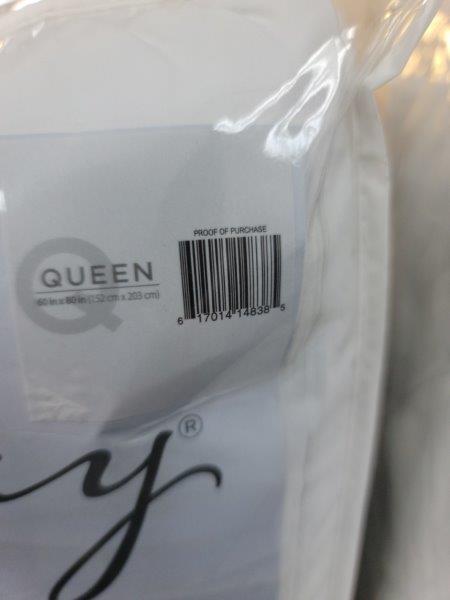 PROOF OF PURCHASE
Q
QUEEN
60 in x 80 in (152 cm x 203 cm)
6 17014 14838 5
y®